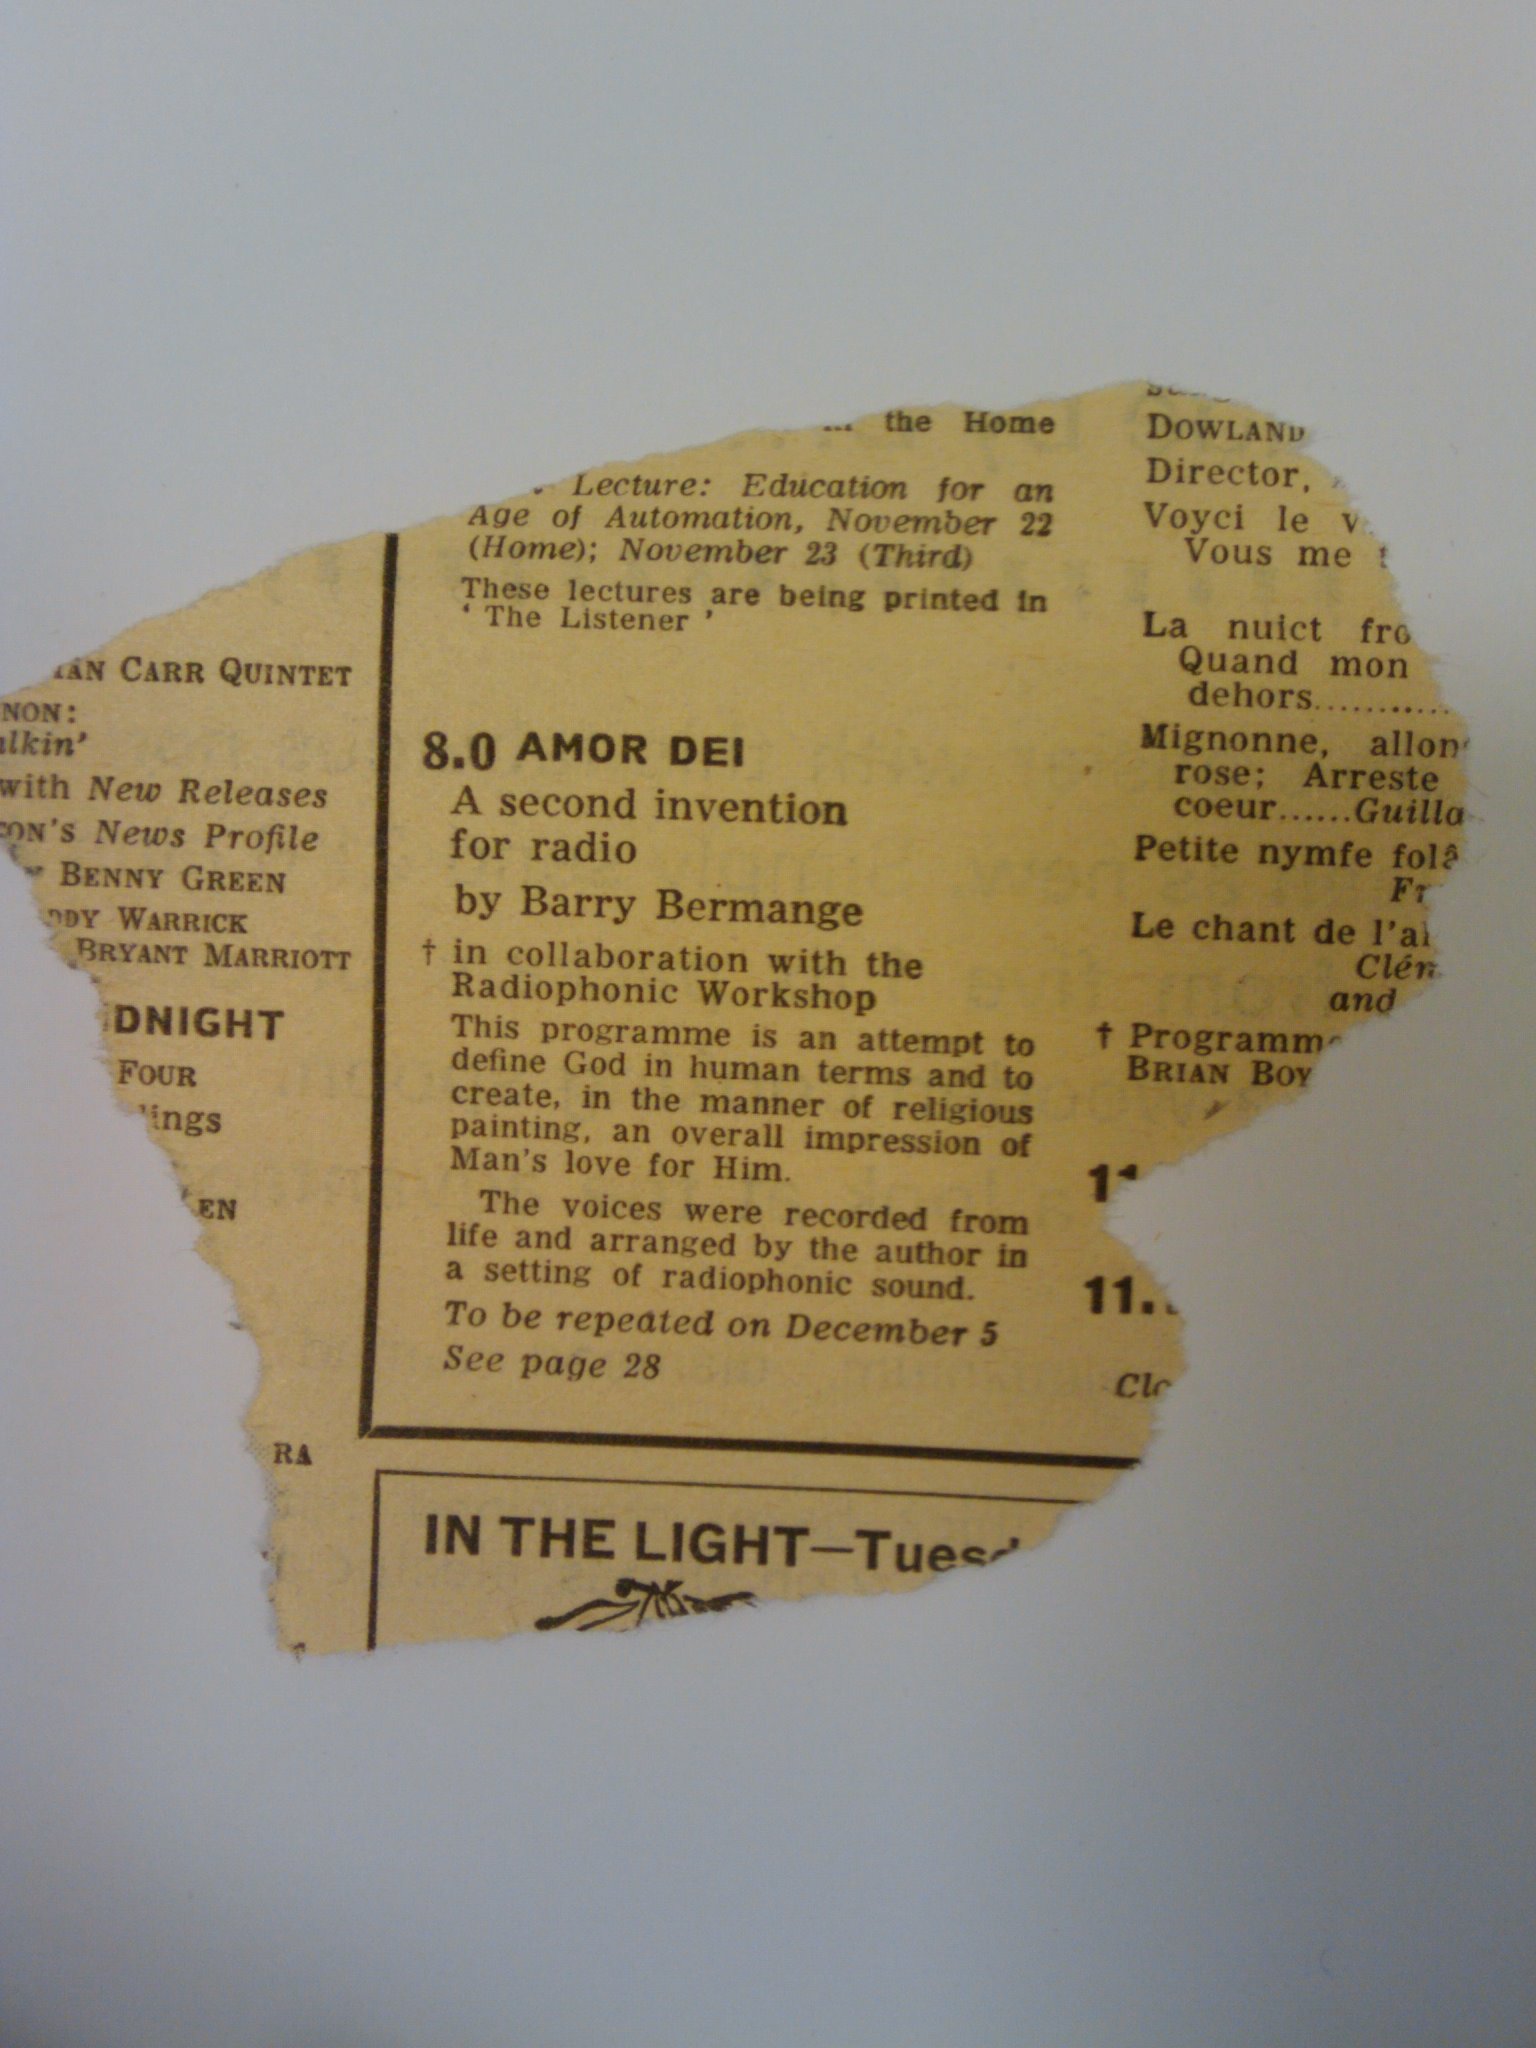 CARR QUINTET
with New Releases
News Profile
BENNY GREEN
WARRICK
BRYANT MARRIOTT
FOUR
the Home
Lecture: Education for an
Age of Automation, November 22
(Home); November 23 (Third)
These lectures are being printed in
' The Listener '
8.0 AMOR DEI
A second invention
for radio
by Barry Bermange
† in collaboration with the
Radiophonic Workshop
This programme is an attempt to
define God in human terms and to
create, in the manner of religious
painting, an overall impression of
Man's love for Him.
The voices were recorded from
life and arranged by the author in
a setting of radiophonic sound.
To be repeated on December 5
See page 28
IN THE LIGHT—Tuesd
DOWLAND
Director,
Voyci le
Vous me
La nuict
Quand mon
dehors...........
Mignonne,
rose; Arreste
coeur......
Petite nymfe
Le chant de
and
†
BRIAN